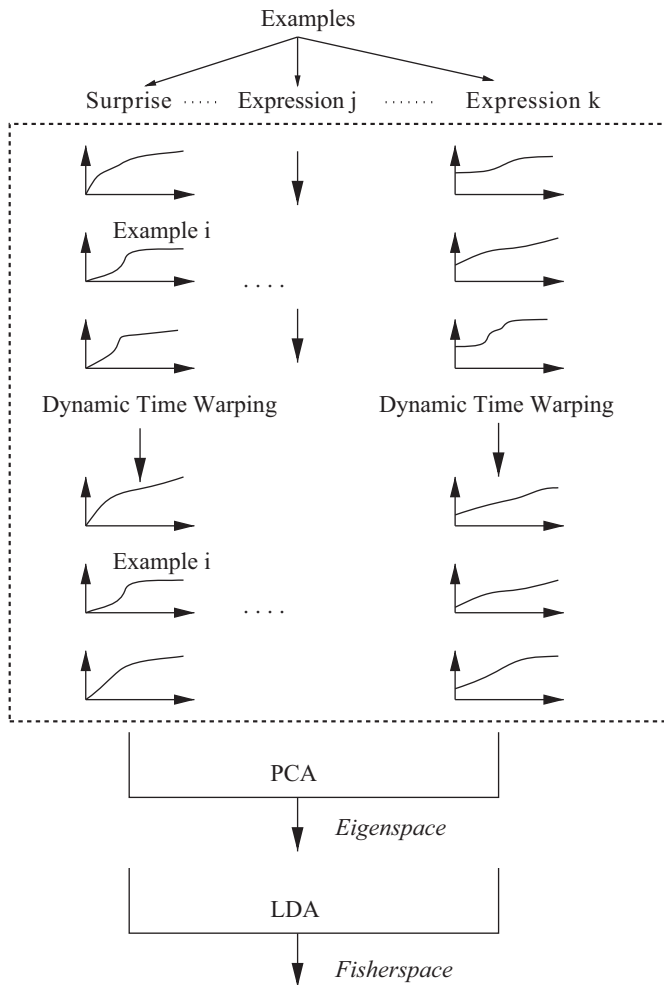 Examples
Surprise ..... Expression j ...... Expression k
Example i
....
Dynamic Time Warping Dynamic Time Warping
Example i
....
PCA
Eigenspace
LDA
Fisherspace